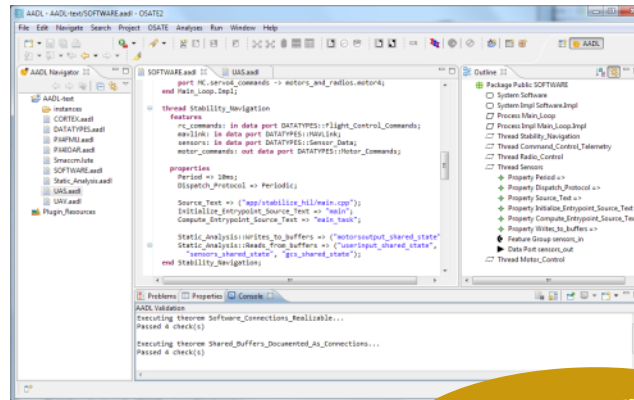 AADL - AADL-text/SOFTWARE.aadl - OSATE2
File Edit Navigate Search Project OSATE Analyses Run Window Help
AADL
AADL Navigator
AADL-text
instances
CORTEX.aadl
DATATYPES.aadl
PX4FMU.aadl
PX4IOAR.aadl
Smaccm.lute
SOFTWARE.aadl
Static_Analysis.aadl
UAS.aadl
UAV.aadl
Plugin_Resources
SOFTWARE.aadl
UAS.aadl
port MC.servo4_commands -> motors_and_radios.motor4;
end Main_Loop.Impl;
thread Stability_Navigation
features
rc_commands: in data port DATATYPES::Flight_Control_Commands;
mavlink: in data port DATATYPES::MAVLink;
sensors: in data port DATATYPES::Sensor_Data;
motor_commands: out data port DATATYPES::Motor_Commands;
properties
Period => 10ms;
Dispatch_Protocol => Periodic;
Source_Text => ("app/stabilize_hil/main.cpp");
Initialize_Entrypoint_Source_Text => "main";
Compute_Entrypoint_Source_Text => "main_task";
Static_Analysis::Writes_to_buffers => ("motorsoutput_shared_state"
Static_Analysis::Reads_from_buffers => ("userinput_shared_state",
"sensors_shared_state", "gcs_shared_state");
end Stability_Navigation;
Outline
Package Public SOFTWARE
System Software
System Impl Software.Impl
Process Main_Loop
Process Impl Main_Loop.Impl
Thread Stability_Navigation
Thread Command_Control_Telemetry
Thread Radio_Control
Thread Sensors
Property Period =>
Property Dispatch_Protocol =>
Property Source_Text =>
Property Initialize_Entrypoint_Source_Text
Property Compute_Entrypoint_Source_Tex
Property Writes_to_buffers =>
Feature Group sensors_in
Data Port sensors_out
Thread Motor_Control
Problems Properties Console
AADL Validation
Executing theorem Software_Connections_Realizable...
Passed 4 check(s)
Executing theorem Shared_Buffers_Documented_As_Connections...
Passed 4 check(s)